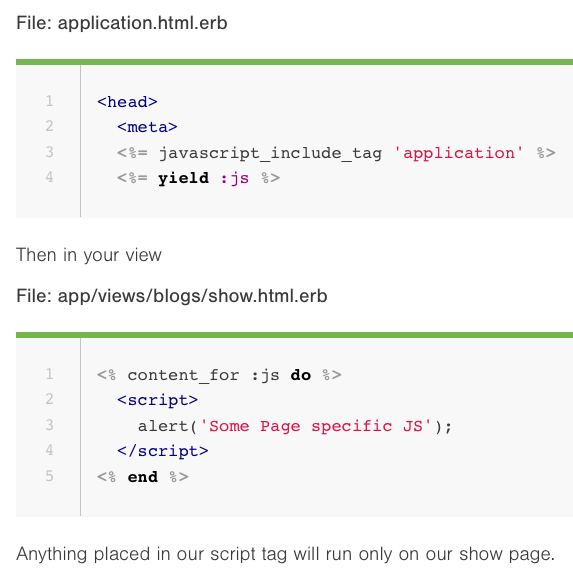 File: application.html.erb
1 <head>
2   <meta>
3   <%= javascript_include_tag 'application' %>
4   <%= yield :js %>
Then in your view
File: app/views/blogs/show.html.erb
1 <% content_for :js do %>
2   <script>
3     alert('Some Page specific JS');
4   </script>
5 <% end %>
Anything placed in our script tag will run only on our show page.